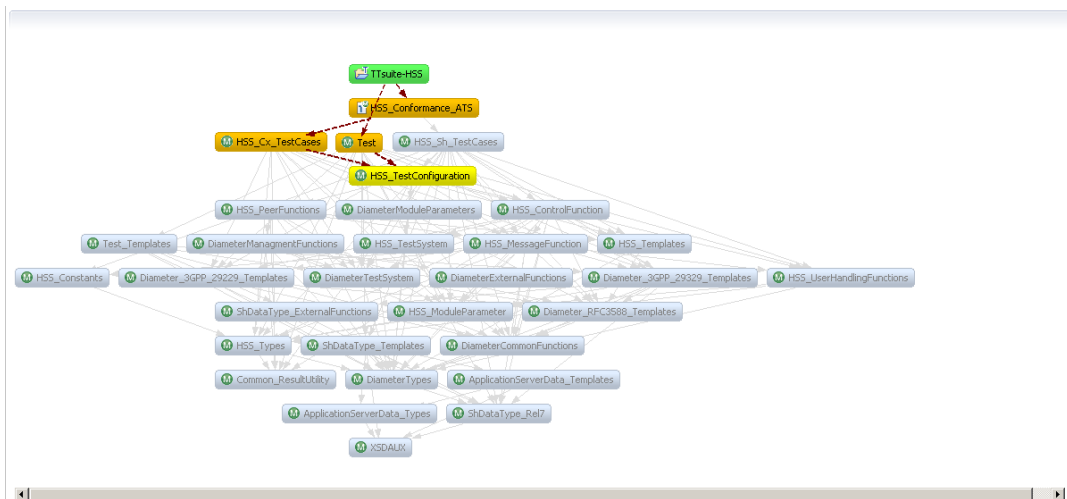 TTsuite-HSS
HSS_Conformance_ATS
HSS_Cx_TestCases Test HSS_Sh_TestCases
HSS_TestConfiguration
HSS_PeerFunctions DiameterModuleParameters HSS_ControlFunction
Test_Templates DiameterManagmentFunctions HSS_TestSystem HSS_MessageFunction HSS_Templates
HSS_Constants Diameter_3GPP_29229_Templates DiameterTestSystem DiameterExternalFunctions Diameter_3GPP_29329_Templates HSS_UserHandlingFunctions
ShDataType_ExternalFunctions HSS_ModuleParameter Diameter_RFC3588_Templates
HSS_Types ShDataType_Templates DiameterCommonFunctions
Common_ResultUtility DiameterTypes ApplicationServerData_Templates
ApplicationServerData_Types ShDataType_Rel7
XSDAUX